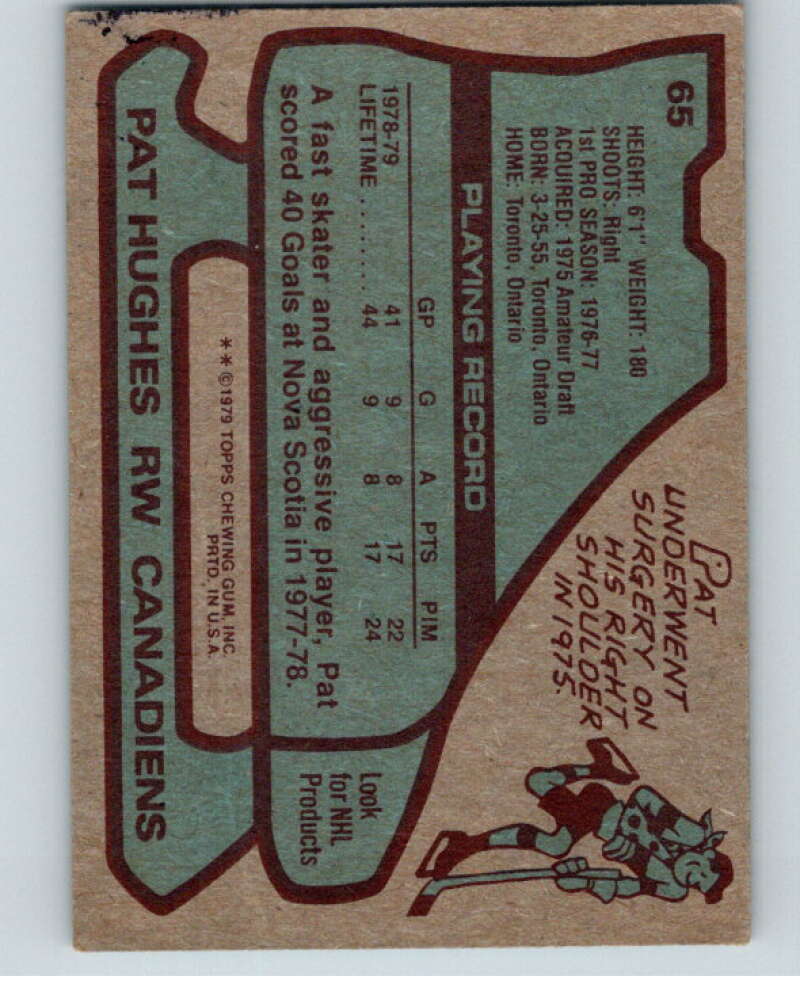 65
HEIGHT: 6'1" WEIGHT: 180
SHOOTS: Right
1st PRO SEASON: 1976-77
ACQUIRED: 1975 Amateur Draft
BORN: 3-25-55, Toronto, Ontario
HOME: Toronto, Ontario
PAT
UNDERWENT
SURGERY ON
HIS RIGHT
SHOULDER
IN 1975.
PLAYING RECORD
GP G A PTS PIM
1978-79 41 9 8 17 22
LIFETIME ........ 44 9 8 17 24
A fast skater and aggressive player, Pat
scored 40 Goals at Nova Scotia in 1977-78.
Look
for NHL
Products
**©1979 TOPPS CHEWING GUM, INC.
PRTD. IN U.S.A.
PAT HUGHES RW CANADIENS